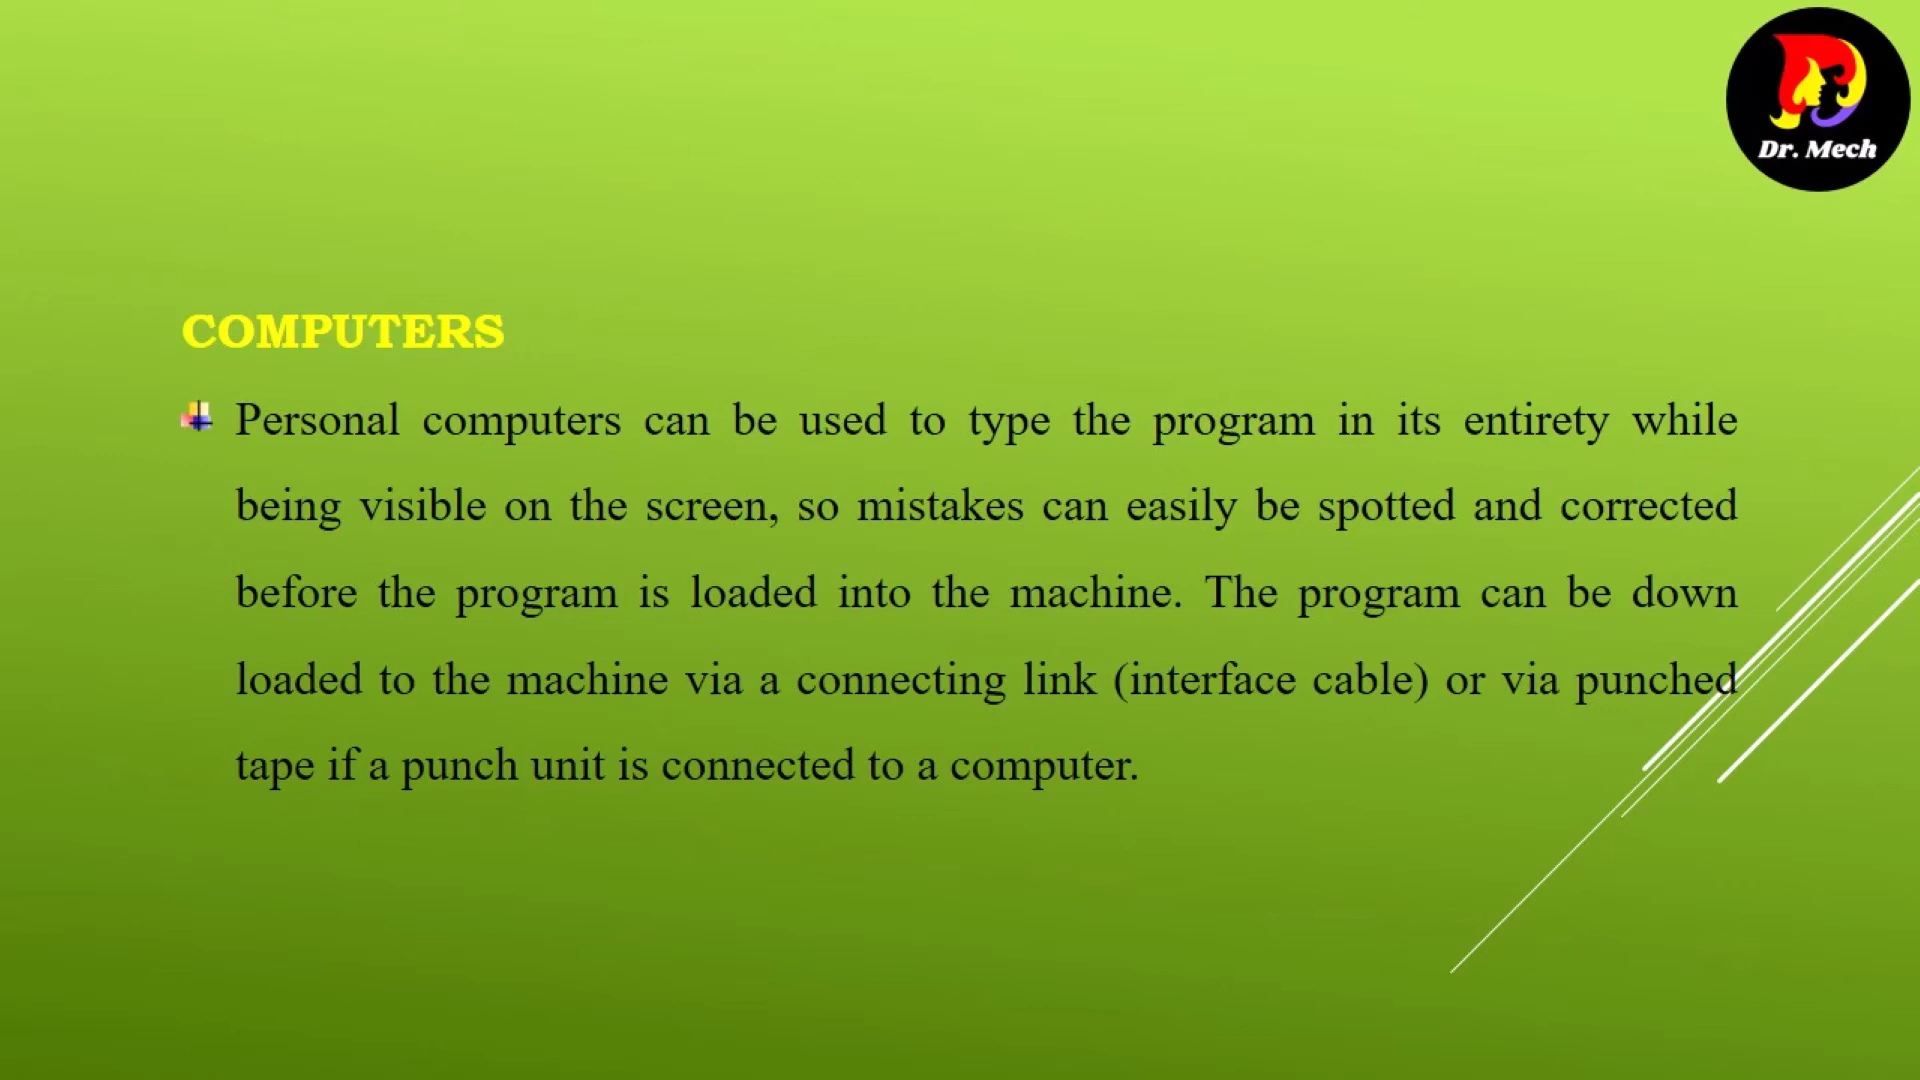 Dr. Mech
COMPUTERS
Personal computers can be used to type the program in its entirety while
being visible on the screen, so mistakes can easily be spotted and corrected
before the program is loaded into the machine. The program can be down
loaded to the machine via a connecting link (interface cable) or via punched
tape if a punch unit is connected to a computer.